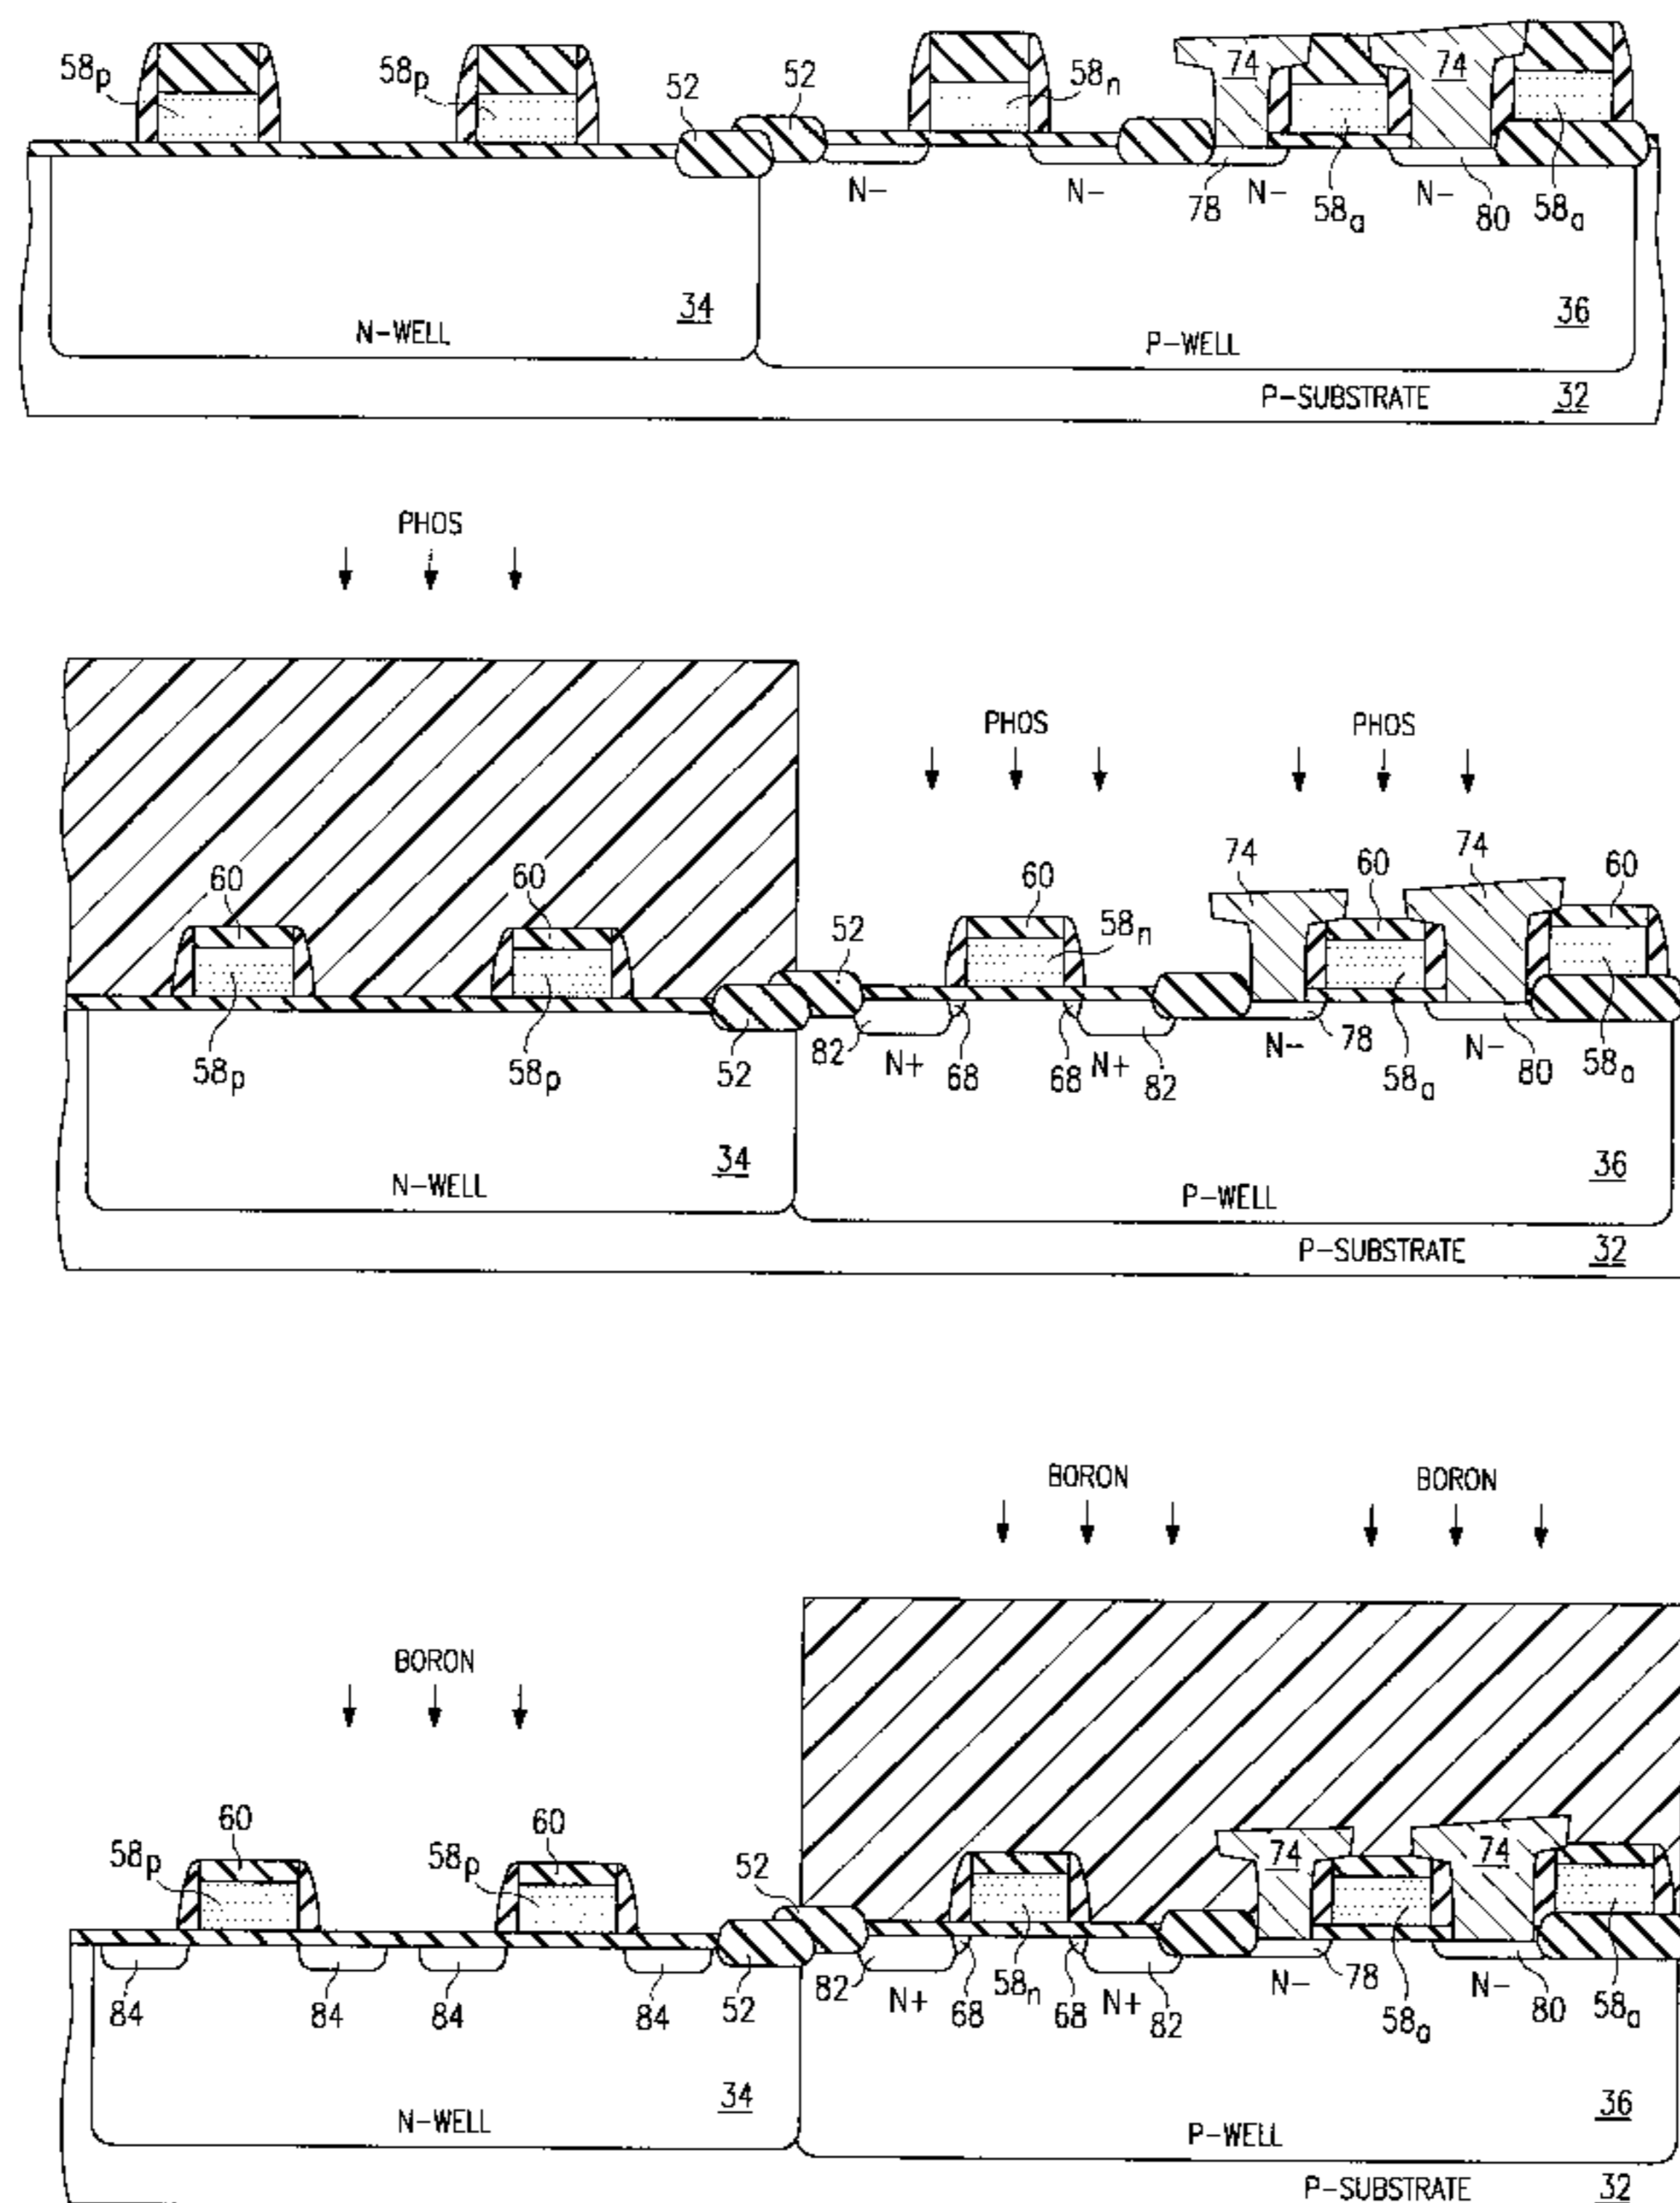 58p 58p 52 52 58n 74 74
N- N- 78 N- 58a N- 80 58a
34 36
N-WELL P-WELL
P-SUBSTRATE 32
PHOS
PHOS PHOS
60 60 52 60 58n 74 60 74 60
58p 58p 52 82 N+ 68 68 N+ 82 N- 78 58a N- 80 58a
34 36
N-WELL P-WELL
P-SUBSTRATE 32
BORON BORON
BORON
58p 60 58p 60 52 74 74
84 84 84 84 52 82 N+ 68 58n 68 N+ 82 N- 78 58a N- 80 58a
34 36
N-WELL P-WELL
P-SUBSTRATE 32